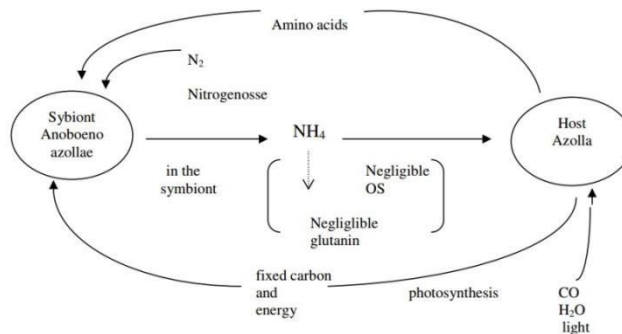 Amino acids
N₂
Nitrogenosse
Sybiont
Anoboeno
azollae
NH₄
Host
Azolla
in the
symbiont
Negligible
OS
Negliglible
glutanin
fixed carbon
and
energy
photosynthesis
CO
H₂O
light